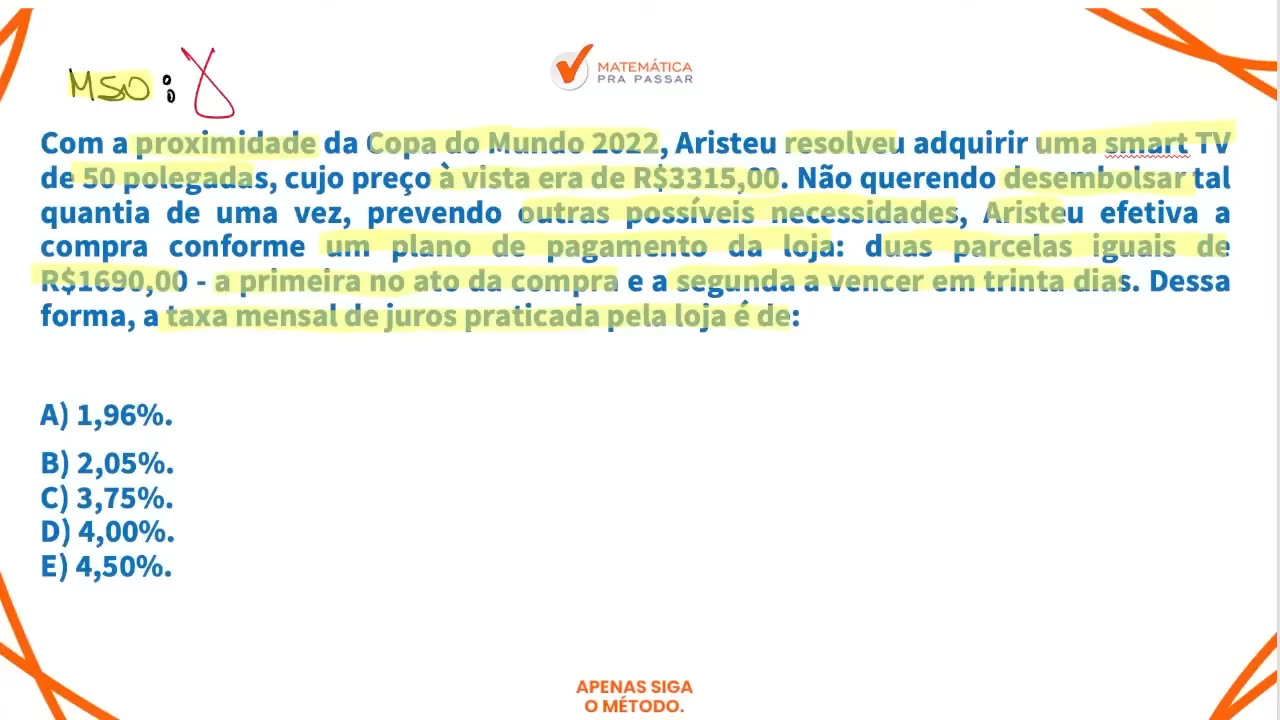 MSO:
MATEMÁTICA
PRA PASSAR
Com a proximidade da Copa do Mundo 2022, Aristeu resolveu adquirir uma smart TV
de 50 polegadas, cujo preço à vista era de R$3315,00. Não querendo desembolsar tal
quantia de uma vez, prevendo outras possíveis necessidades, Aristeu efetiva a
compra conforme um plano de pagamento da loja: duas parcelas iguais de
R$1690,00 - a primeira no ato da compra e a segunda a vencer em trinta dias. Dessa
forma, a taxa mensal de juros praticada pela loja é de:
A) 1,96%.
B) 2,05%.
C) 3,75%.
D) 4,00%.
E) 4,50%.
APENAS SIGA
O MÉTODO.